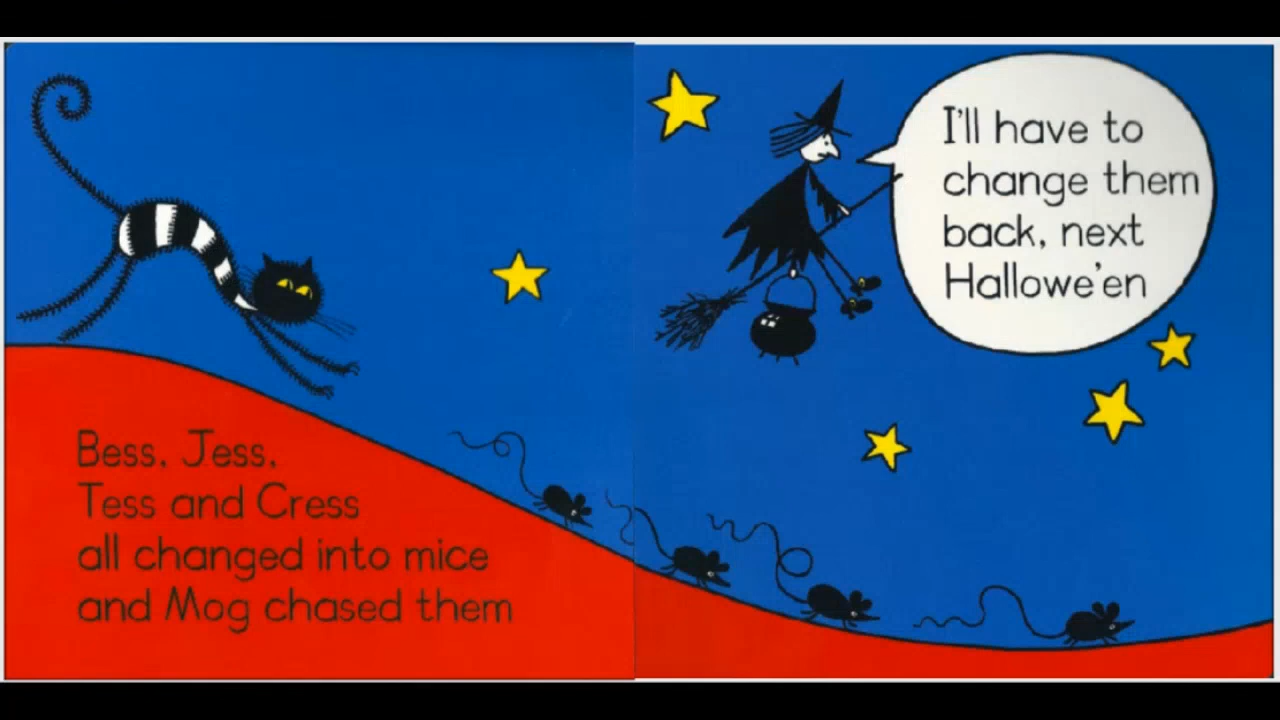 Bess, Jess,
Tess and Cress
all changed into mice
and Mog chased them
I'll have to
change them
back, next
Hallowe'en